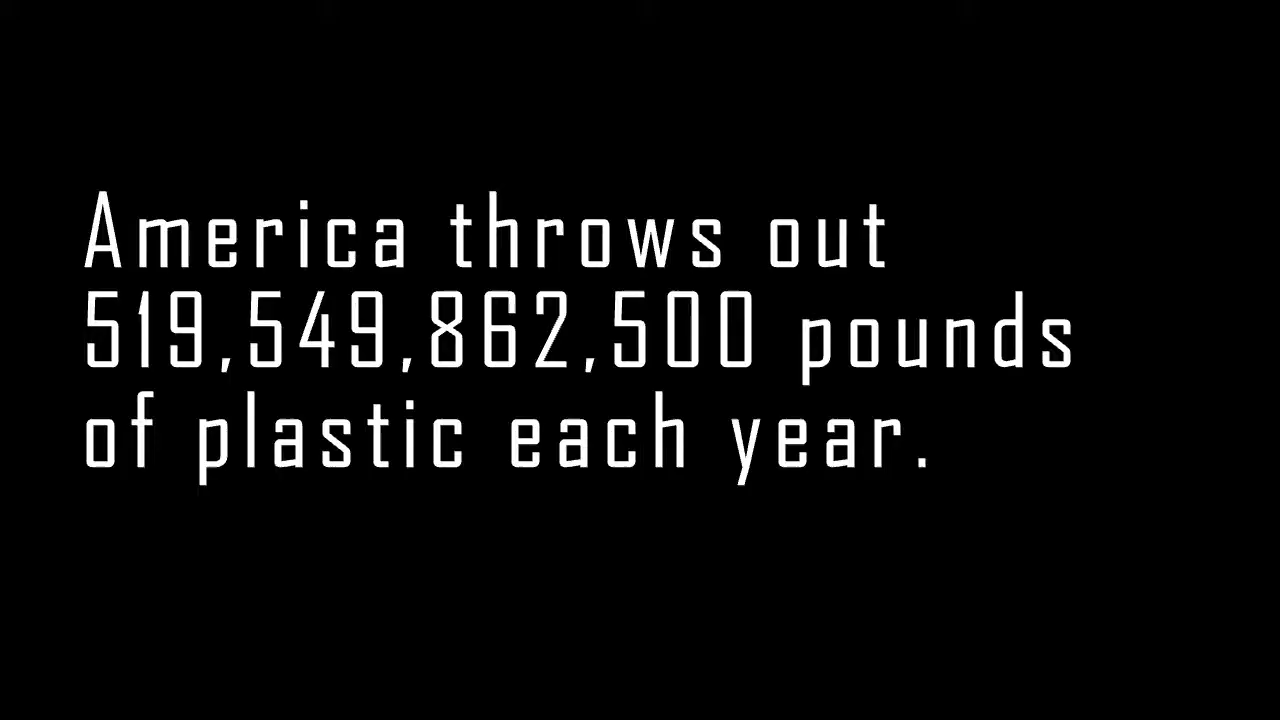 America throws out
519,549,862,500 pounds
of plastic each year.